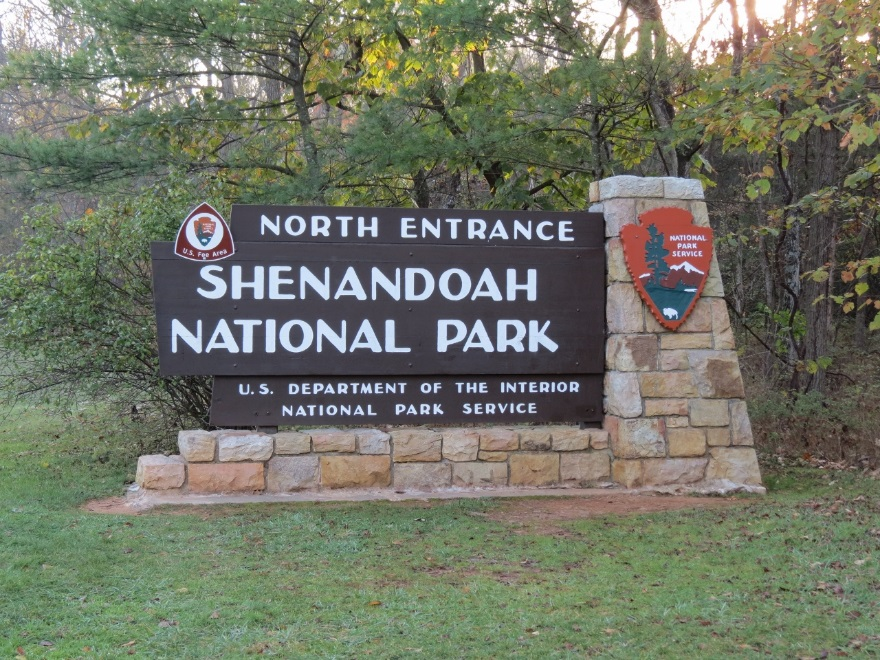 NORTH ENTRANCE
U.S. Fee Area
SHENANDOAH
NATIONAL PARK
U.S. DEPARTMENT OF THE INTERIOR
NATIONAL PARK SERVICE
NATIONAL
PARK
SERVICE